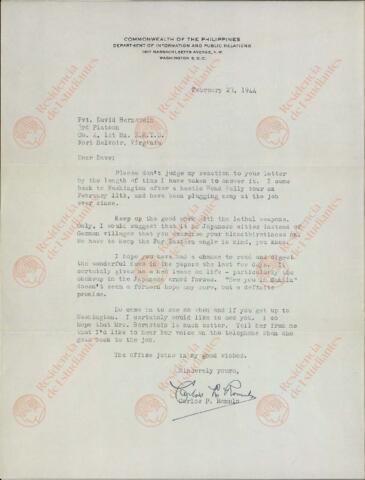 COMMONWEALTH OF THE PHILIPPINES
DEPARTMENT OF INFORMATION AND PUBLIC RELATIONS
1617 MASSACHUSETTS AVENUE, N.W.
WASHINGTON 6, D.C.
February 23, 1944
Pvt. David Bernstein
3rd Platoon
Co. A, 1st Bn.
Fort Belvoir, Virginia
Dear Dave:
Please don't judge my reaction to your letter
by the length of time I have taken to answer it. I came
back to Washington after a hectic Bond Rally tour on
February 11th, and have been plugging away at the job
ever since.
Keep up the good work with the lethal weapons.
Only, I would suggest that it be Japanese cities instead of
German villages that you exercise your blitz on.
We have to keep the Far Eastern angle in mind, you know.
I hope you have had a chance to read and digest
the wonderful news in the papers the last few days. It
certainly gives us a new lease on life - particularly the
in the Japanese armed forces. "See you in Manila"
doesn't seem a forlorn hope any more, but a definite
promise.
Do come in to see me when and if you get up to
Washington. I certainly would like to see you. I do
hope that Mrs. Bernstein is much better. Tell her from me
that I'd like to hear her voice on the telephone when she
goes back to the job.
The office joins in my good wishes.
Sincerely yours,
Carlos P. Romulo
Carlos P. Romulo
Residencia
de Estudiantes